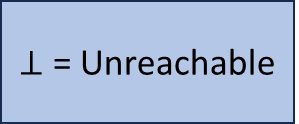 ⊥ = Unreachable